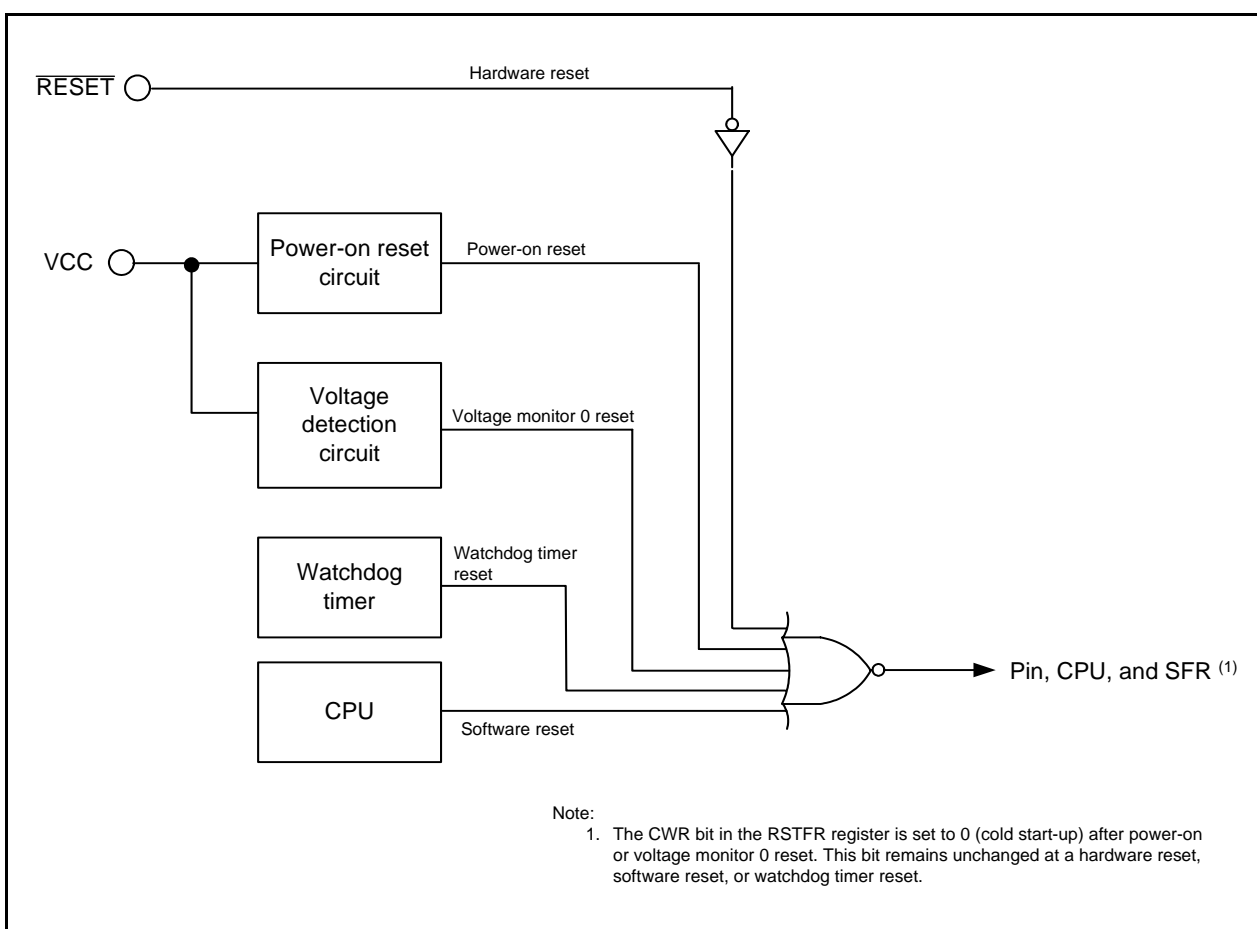 Hardware reset
RESET
Power-on reset
circuit
Power-on reset
VCC
Voltage
detection
circuit
Voltage monitor 0 reset
Watchdog timer
reset
Watchdog
timer
Pin, CPU, and SFR (1)
CPU
Software reset
Note:
1. The CWR bit in the RSTFR register is set to 0 (cold start-up) after power-on
or voltage monitor 0 reset. This bit remains unchanged at a hardware reset,
software reset, or watchdog timer reset.